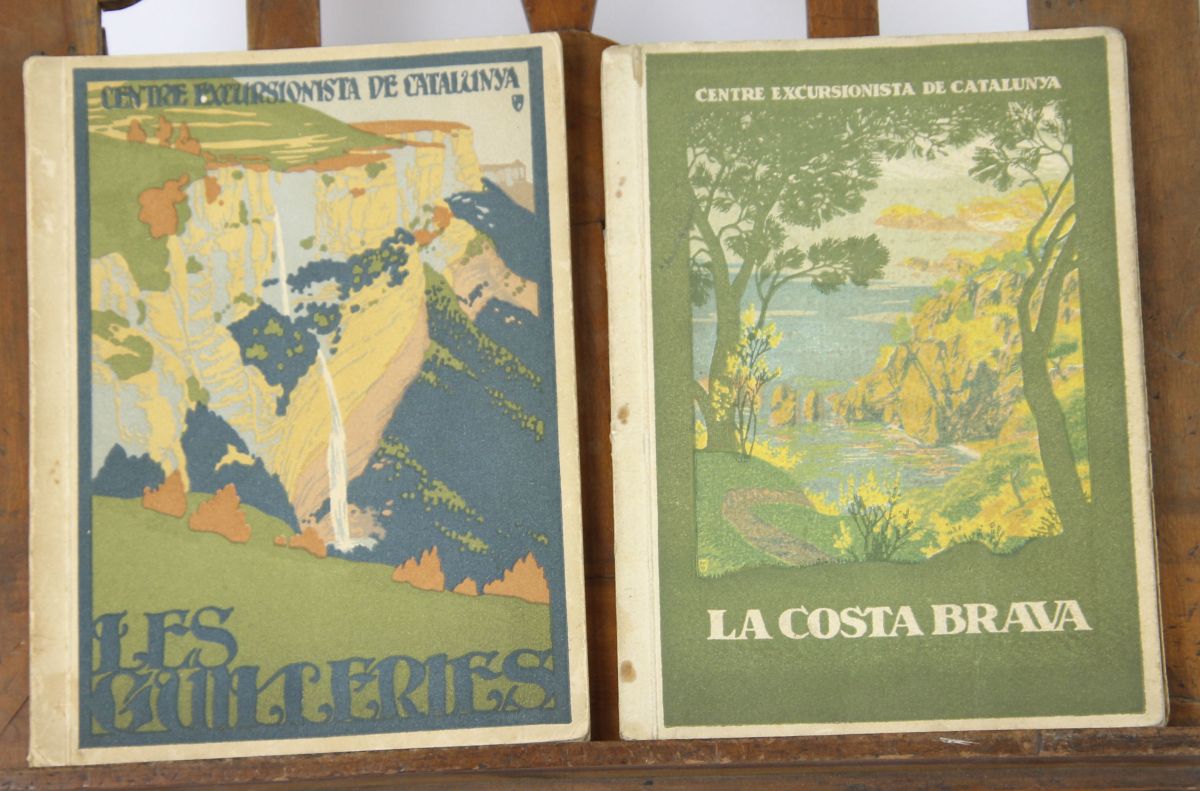 CENTRE EXCURSIONISTA DE CATALUNYA
LES
GUILLERIES
CENTRE EXCURSIONISTA DE CATALUNYA
LA COSTA BRAVA